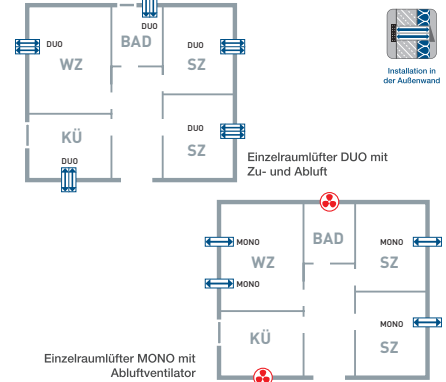 DUO
DUO
BAD
DUO
WZ
SZ
Installation in
der Außenwand
DUO
KÜ
SZ
DUO
Einzelraumlüfter DUO mit
Zu- und Abluft
MONO
BAD
MONO
WZ
SZ
MONO
MONO
KÜ
SZ
Einzelraumlüfter MONO mit
Abluftventilator